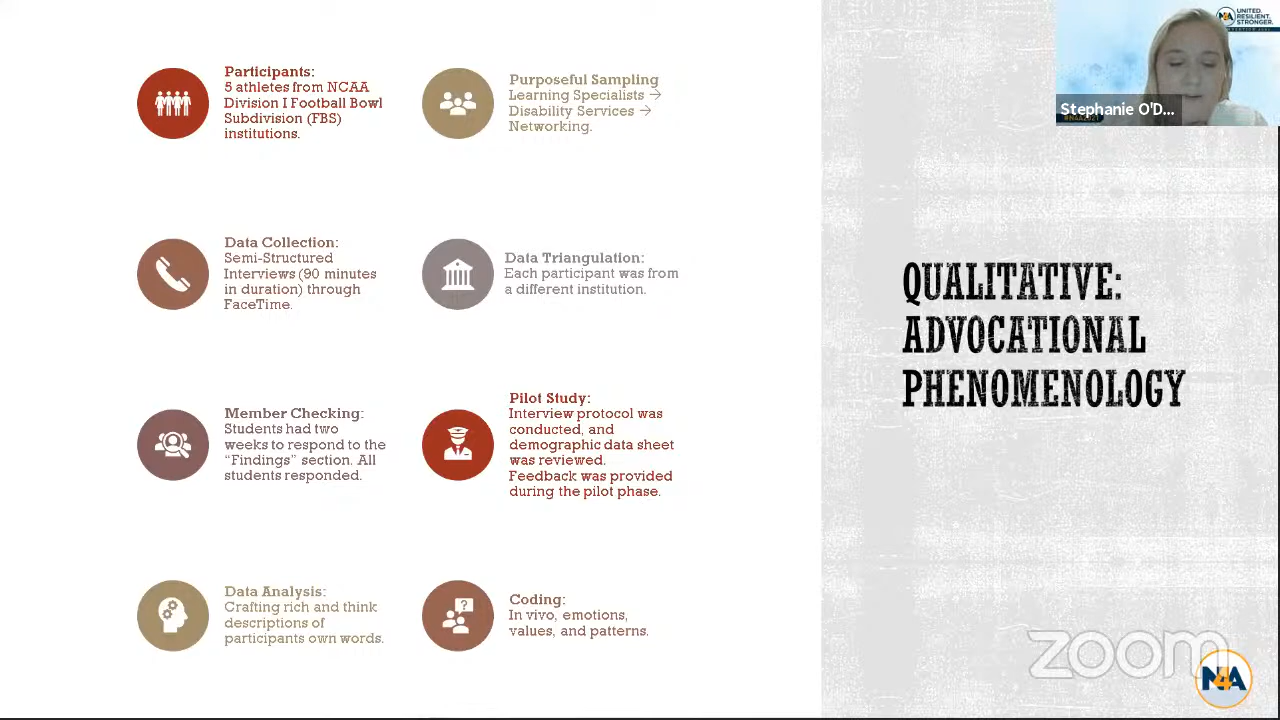 Participants:
5 athletes from NCAA
Division I Football Bowl
Subdivision (FBS)
institutions.
Purposeful Sampling
Learning Specialists →
Disability Services →
Networking.
Data Collection:
Semi-Structured
Interviews (90 minutes
in duration) through
FaceTime.
Data Triangulation:
Each participant was from
a different institution.
Member Checking:
Students had two
weeks to respond to the
“Findings” section. All
students responded.
Pilot Study:
Interview protocol was
conducted, and
demographic data sheet
was reviewed.
Feedback was provided
during the pilot phase.
Data Analysis:
Crafting rich and think
descriptions of
participants own words.
Coding:
In vivo, emotions,
values, and patterns.
QUALITATIVE:
ADVOCATIONAL
PHENOMENOLOGY
UNITED.
RESILIENT.
STRONGER.
Stephanie O'D...
#N4A2021
zoom
N4A